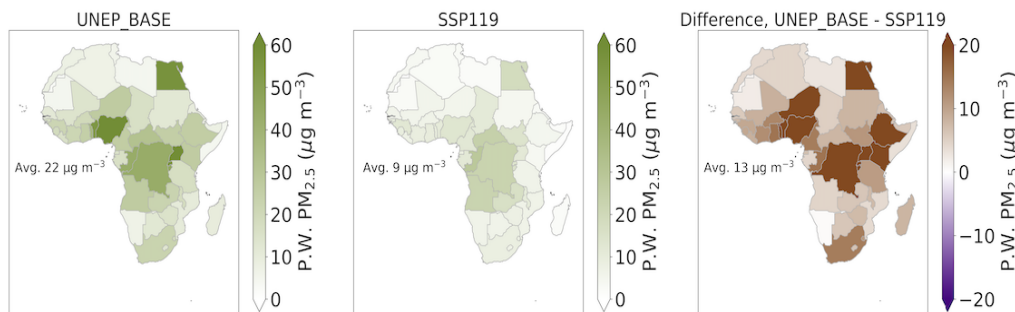 UNEP_BASE
60
50
40
30
20
10
0
P.W. PM2.5 (μg m−3)
Avg. 22 μg m−3
SSP119
60
50
40
30
20
10
0
P.W. PM2.5 (μg m−3)
Avg. 9 μg m−3
Difference, UNEP_BASE - SSP119
20
10
0
−10
−20
P.W. PM2.5 (μg m−3)
Avg. 13 μg m−3